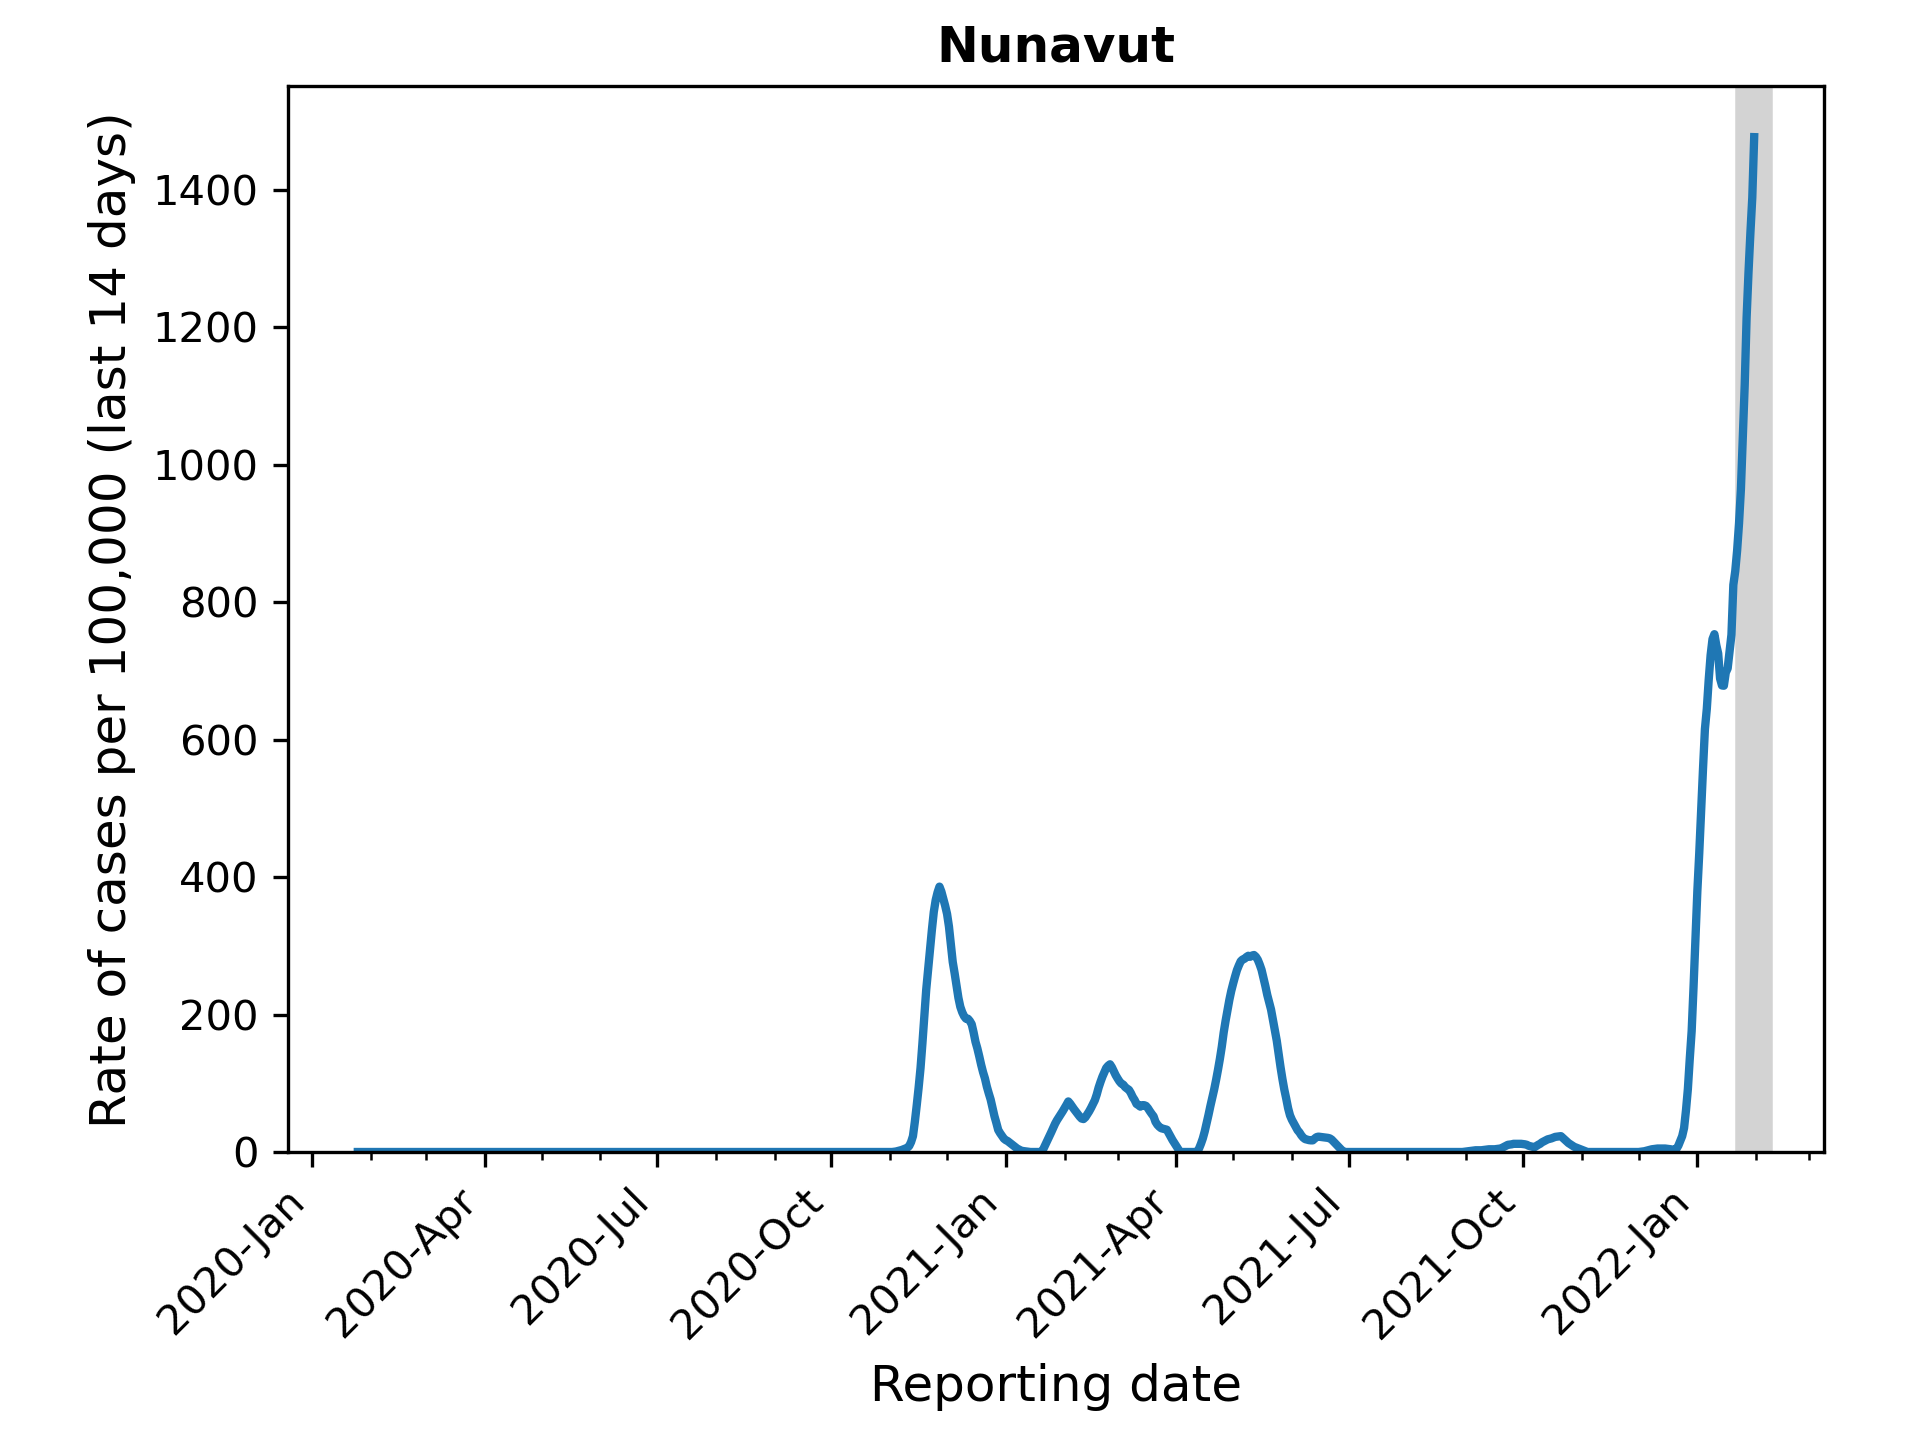 Nunavut
Rate of cases per 100,000 (last 14 days)
1400
1200
1000
800
600
400
200
0
2020-Jan
2020-Apr
2020-Jul
2020-Oct
2021-Jan
2021-Apr
2021-Jul
2021-Oct
2022-Jan
Reporting date